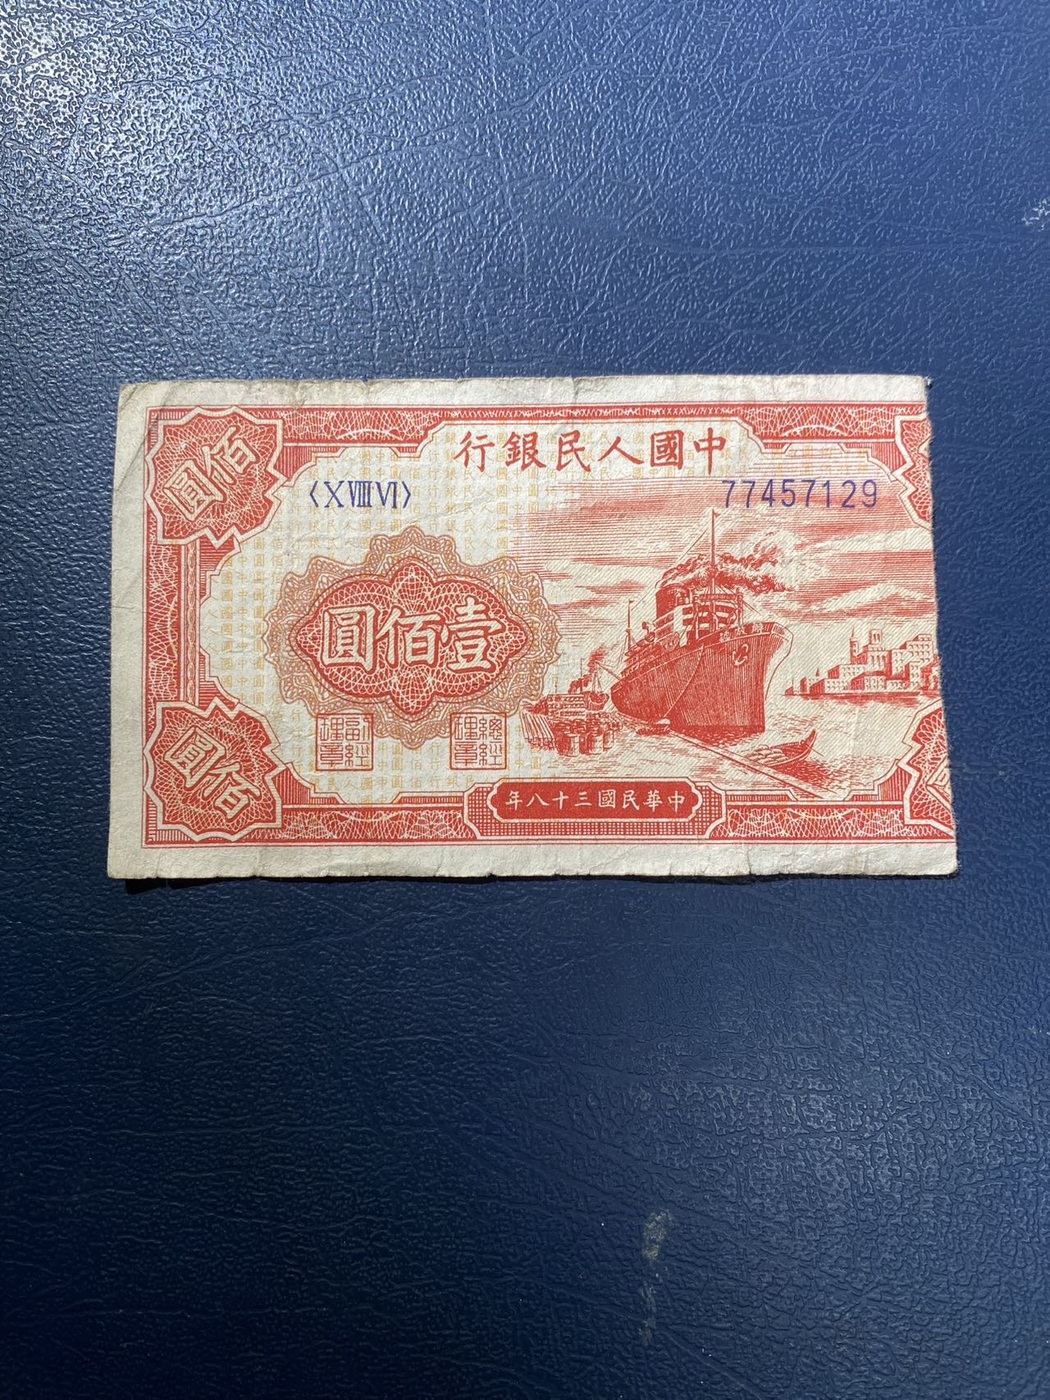 中國人民銀行
佰圓
〈XVIIIVI〉
77457129
壹佰圓
總經理章
副經理章
佰圓
中華民國三十八年